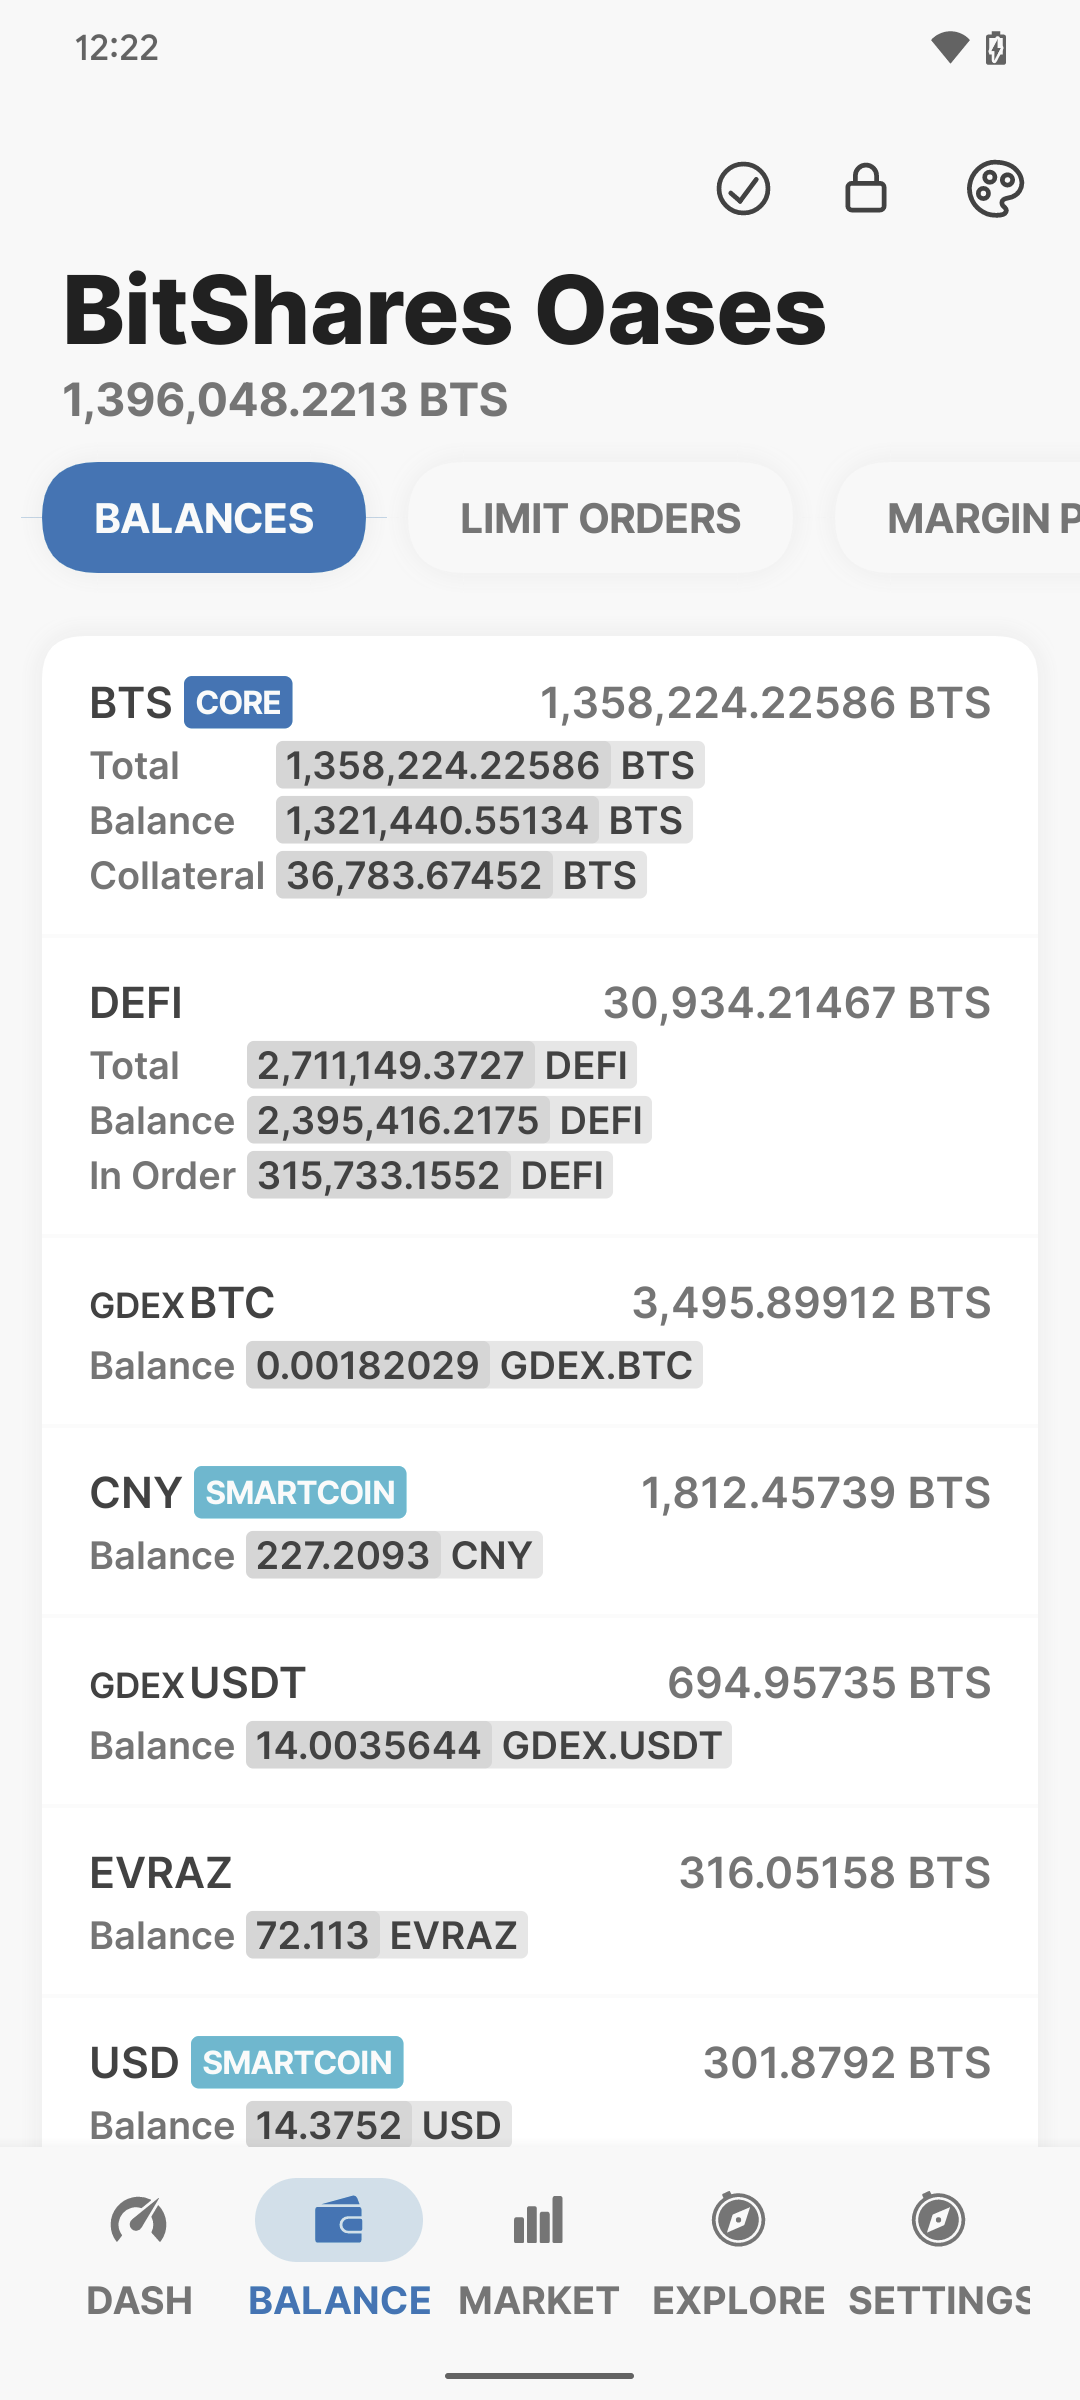 12:22
BitShares Oases
1,396,048.2213 BTS
BALANCES LIMIT ORDERS MARGIN P
BTS CORE 1,358,224.22586 BTS
Total 1,358,224.22586 BTS
Balance 1,321,440.55134 BTS
Collateral 36,783.67452 BTS
DEFI 30,934.21467 BTS
Total 2,711,149.3727 DEFI
Balance 2,395,416.2175 DEFI
In Order 315,733.1552 DEFI
GDEX BTC 3,495.89912 BTS
Balance 0.00182029 GDEX.BTC
CNY SMARTCOIN 1,812.45739 BTS
Balance 227.2093 CNY
GDEX USDT 694.95735 BTS
Balance 14.0035644 GDEX.USDT
EVRAZ 316.05158 BTS
Balance 72.113 EVRAZ
USD SMARTCOIN 301.8792 BTS
Balance 14.3752 USD
DASH BALANCE MARKET EXPLORE SETTINGS